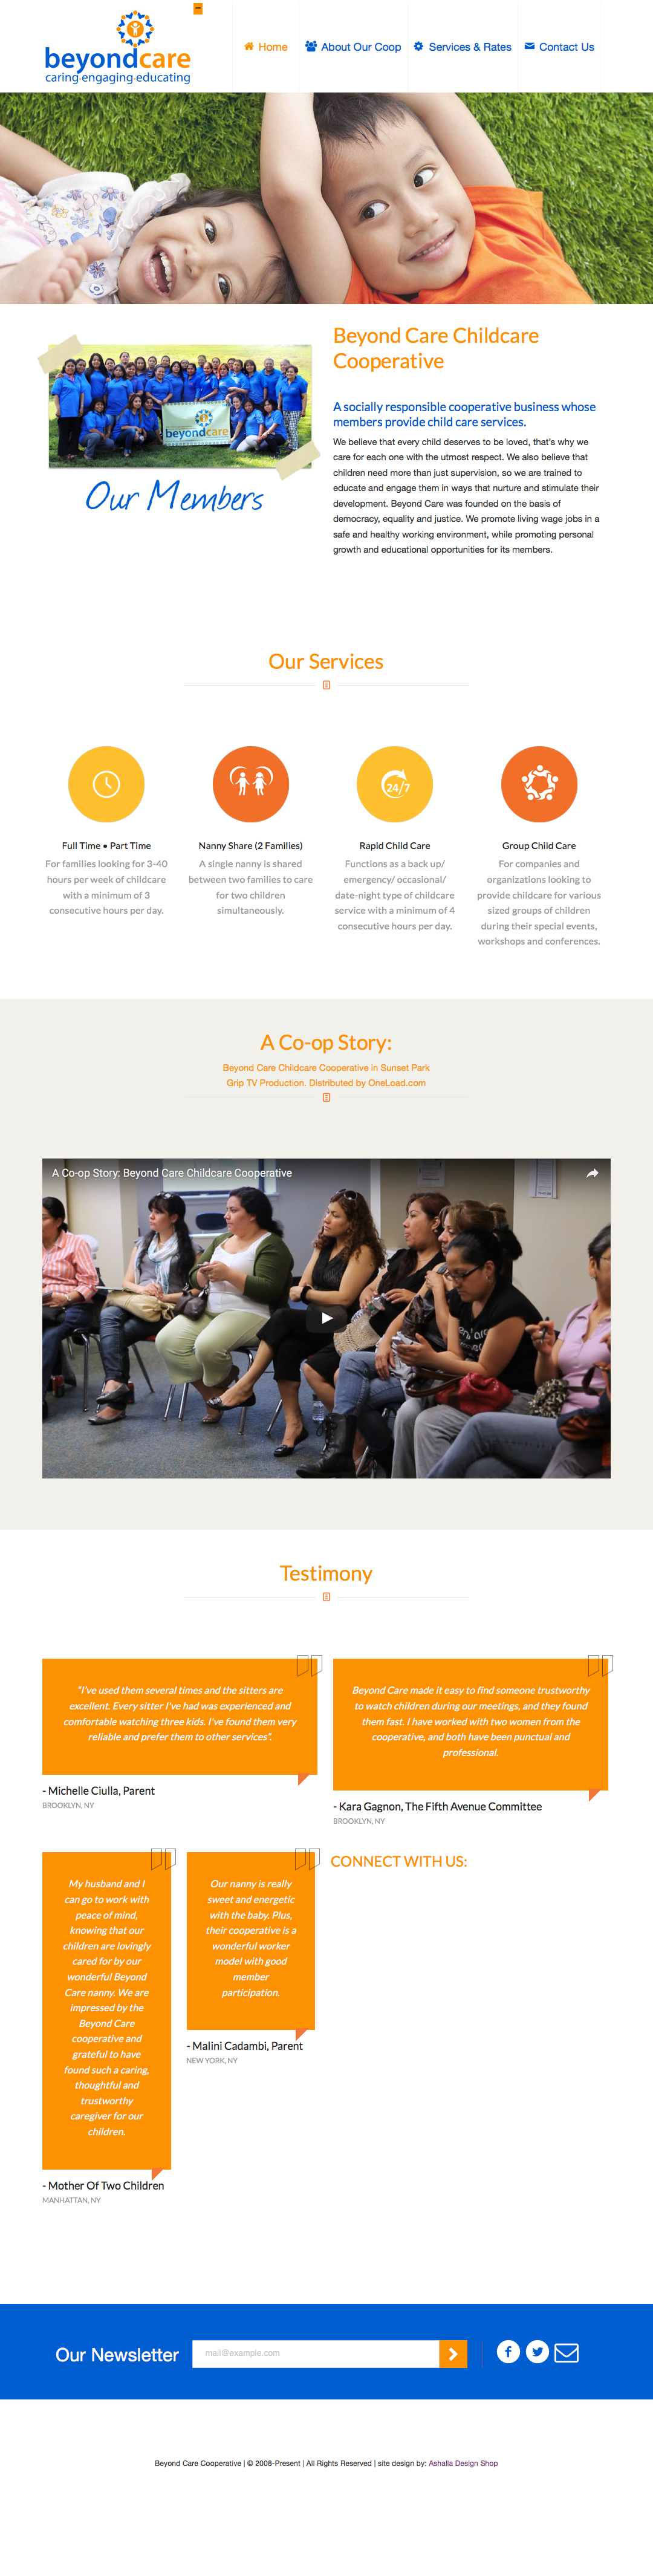 beyondcare
caring·engaging·educating
Home
About Our Coop
Services & Rates
Contact Us
beyondcare
Our Members
Beyond Care Childcare
Cooperative
A socially responsible cooperative business whose
members provide child care services.
We believe that every child deserves to be loved, that's why we
care for each one with the utmost respect. We also believe that
children need more than just supervision, so we are trained to
educate and engage them in ways that nurture and stimulate their
development. Beyond Care was founded on the basis of
democracy, equality and justice. We promote living wage jobs in a
safe and healthy working environment, while promoting personal
growth and educational opportunities for its members.
Our Services
24/7
Full Time • Part Time
For families looking for 3-40
hours per week of childcare
with a minimum of 3
consecutive hours per day.
Nanny Share (2 Families)
A single nanny is shared
between two families to care
for two children
simultaneously.
Rapid Child Care
Functions as a back up/
emergency/ occasional/
date-night type of childcare
service with a minimum of 4
consecutive hours per day.
Group Child Care
For companies and
organizations looking to
provide childcare for various
sized groups of children
during their special events,
workshops and conferences.
A Co-op Story:
Beyond Care Childcare Cooperative in Sunset Park
Grip TV Production. Distributed by OneLoad.com
A Co-op Story: Beyond Care Childcare Cooperative
Testimony
“I've used them several times and the sitters are
excellent. Every sitter I've had was experienced and
comfortable watching three kids. I've found them very
reliable and prefer them to other services”.
- Michelle Ciulla, Parent
BROOKLYN, NY
Beyond Care made it easy to find someone trustworthy
to watch children during our meetings, and they found
them fast. I have worked with two women from the
cooperative, and both have been punctual and
professional.
- Kara Gagnon, The Fifth Avenue Committee
BROOKLYN, NY
My husband and I
can go to work with
peace of mind,
knowing that our
children are lovingly
cared for by our
wonderful Beyond
Care nanny. We are
impressed by the
Beyond Care
cooperative and
grateful to have
found such a caring,
thoughtful and
trustworthy
caregiver for our
children.
- Mother Of Two Children
MANHATTAN, NY
Our nanny is really
sweet and energetic
with the baby. Plus,
their cooperative is a
wonderful worker
model with good
member
participation.
- Malini Cadambi, Parent
NEW YORK, NY
CONNECT WITH US:
Our Newsletter
mail@example.com
Beyond Care Cooperative | © 2008-Present | All Rights Reserved | site design by: Ashalla Design Shop